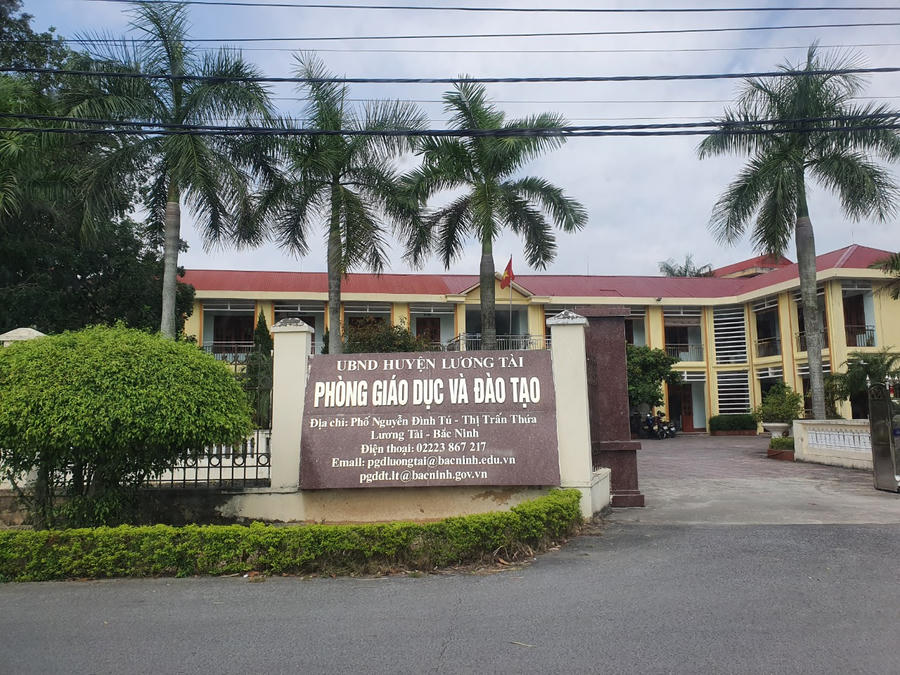 UBND HUYỆN LƯƠNG TÀI
PHÒNG GIÁO DỤC VÀ ĐÀO TẠO
Địa chỉ: Phố Nguyễn Đình Tú - Thị Trấn Thứa
Lương Tài - Bắc Ninh
Điện thoại: 02223 867 217
Email: pgdluongtai@bacninh.edu.vn
pgddt.lt@bacninh.gov.vn